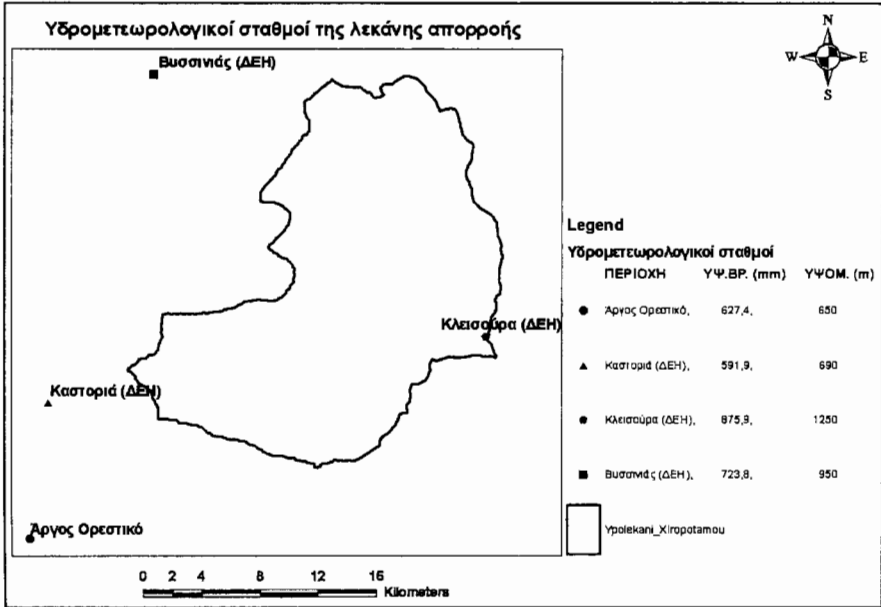 Υδρομετεωρολογικοί σταθμοί της λεκάνης απορροής
N
W E
S
Βυσσινιάς (ΔΕΗ)
Κλεισούρα (ΔΕΗ)
Καστοριά (ΔΕΗ)
Άργος Ορεστικό
Legend
Υδρομετεωρολογικοί σταθμοί
ΠΕΡΙΟΧΗ ΥΨ.ΒΡ. (mm) ΥΨΟΜ. (m)
Άργος Ορεστικό, 627,4, 650
Καστοριά (ΔΕΗ), 591,9, 690
Κλεισούρα (ΔΕΗ), 875,9, 1250
Βυσσινιάς (ΔΕΗ), 723,8, 950
Ypolekani_Xiropotamou
0 2 4 8 12 16
Kilometers